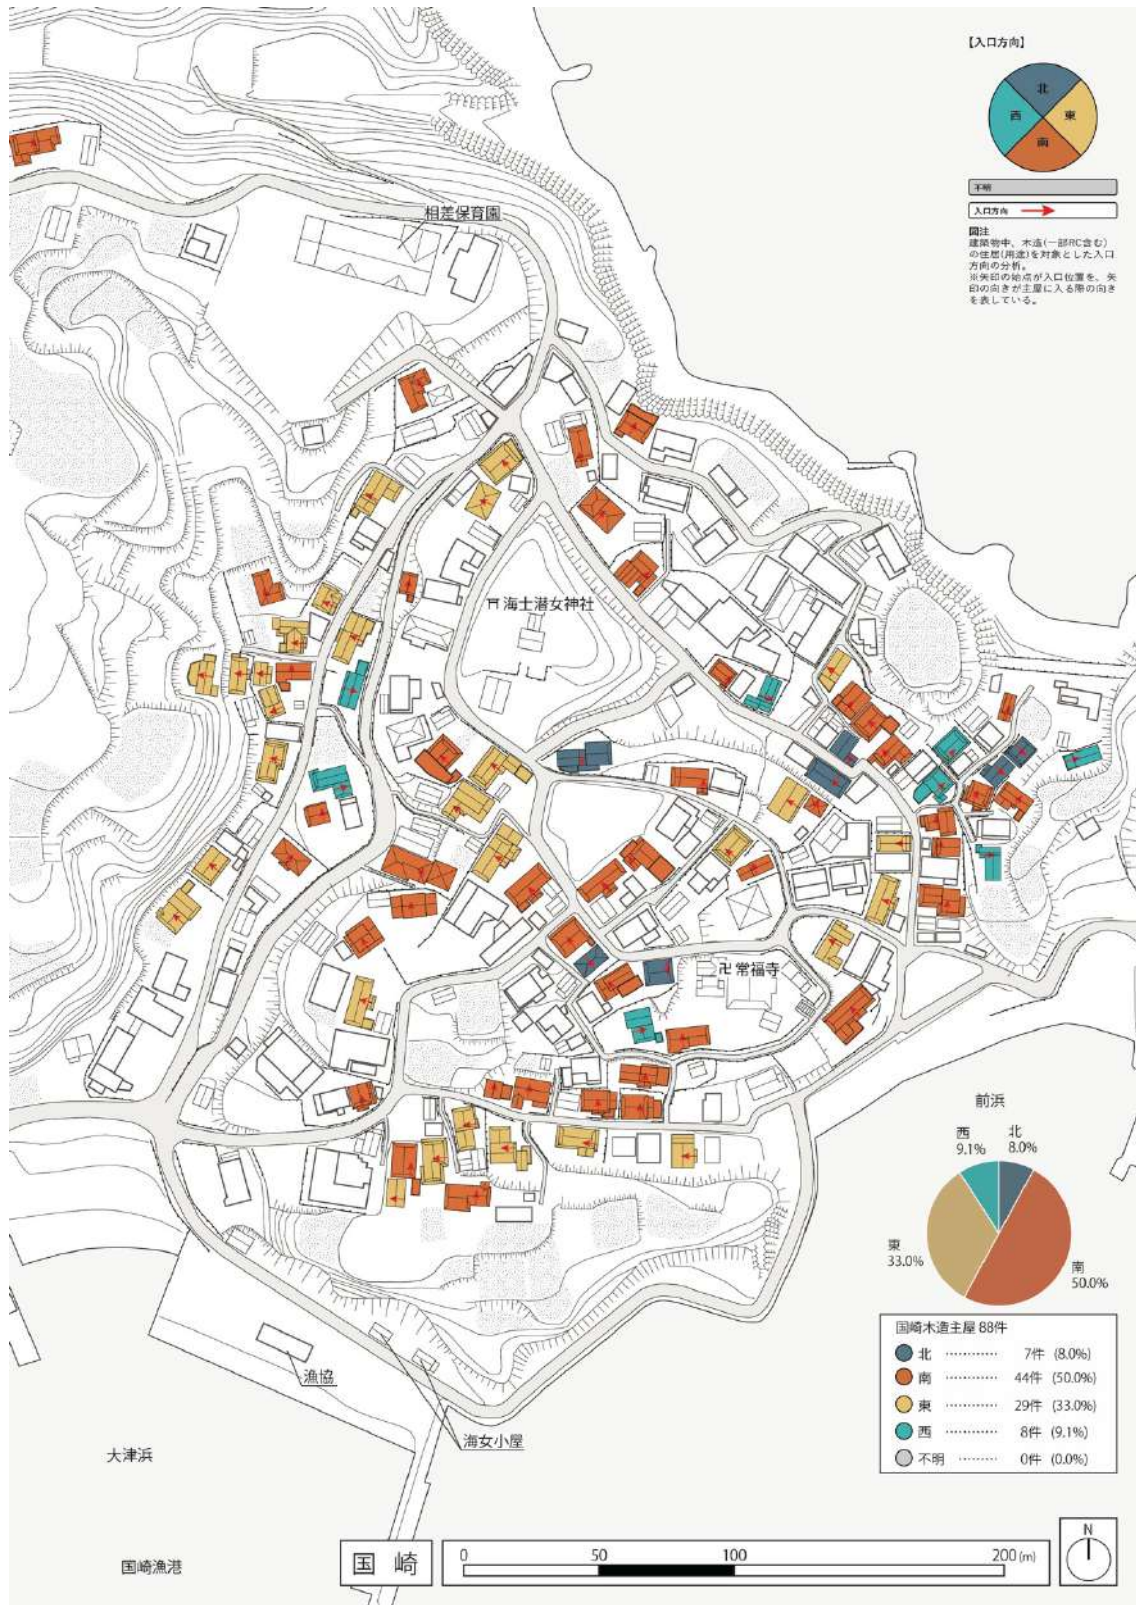 【入口方向】
北
西
東
南
不明
入口方向
図注
建築物中、木造(一部RC含む)
の住居(用途)を対象とした入口
方向の分析。
※矢印の始点が入口位置を、矢
印の向きが主屋に入る際の向き
を表している。
相差保育園
海士潜女神社
卍常福寺
前浜
西
9.1%
北
8.0%
東
33.0%
南
50.0%
国崎木造主屋 88件
北 ………… 7件 (8.0%)
南 ………… 44件 (50.0%)
東 ………… 29件 (33.0%)
西 ………… 8件 (9.1%)
不明 ……… 0件 (0.0%)
漁協
海女小屋
大津浜
国崎漁港
国 崎
0 50 100 200 (m)
N